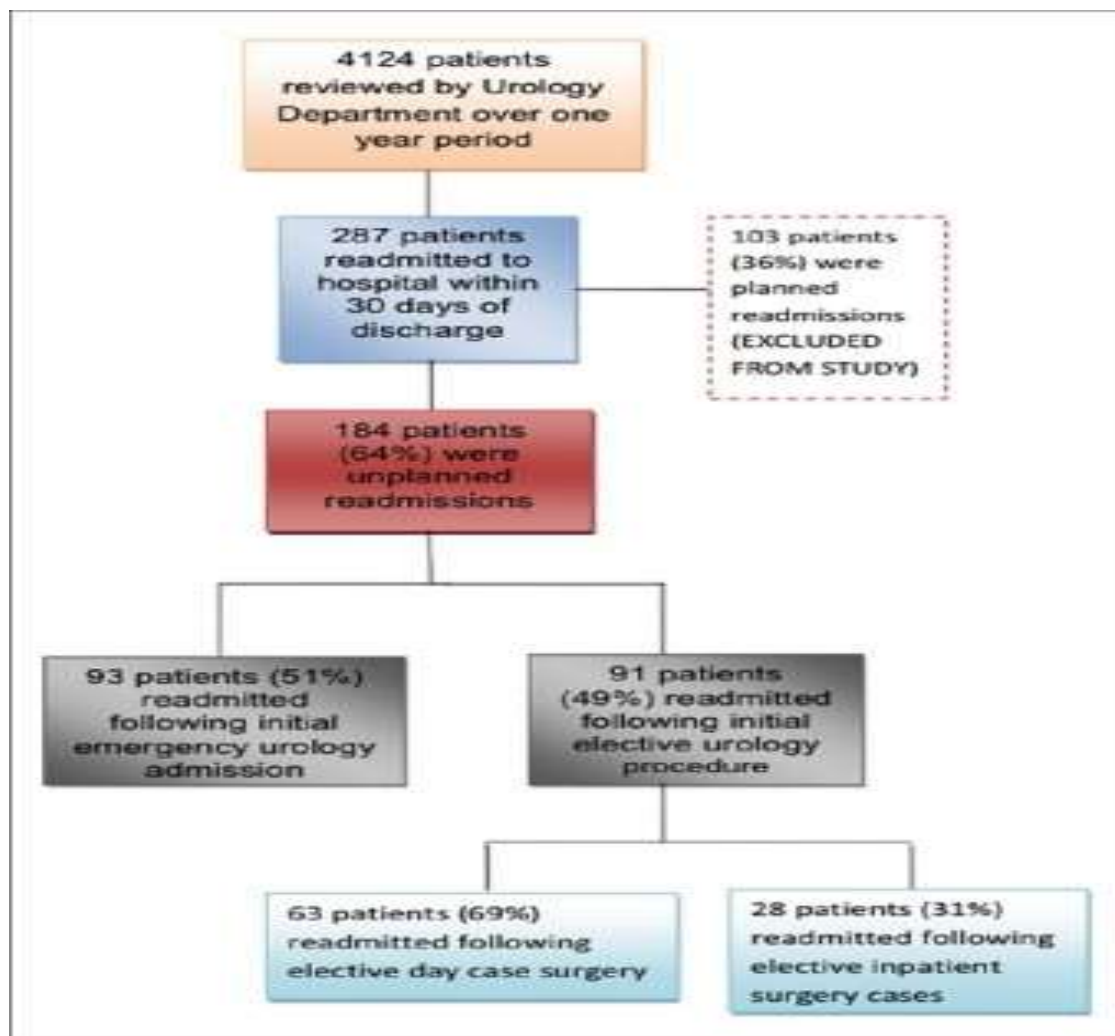 4124 patients
reviewed by Urology
Department over one
year period
287 patients
readmitted to
hospital within
30 days of
discharge
103 patients
(36%) were
planned
readmissions
(EXCLUDED
FROM STUDY)
184 patients
(64%) were
unplanned
readmissions
93 patients (51%)
readmitted
following initial
emergency urology
admission
91 patients
(49%) readmitted
following initial
elective urology
procedure
63 patients (69%)
readmitted following
elective day case surgery
28 patients (31%)
readmitted following
elective inpatient
surgery cases